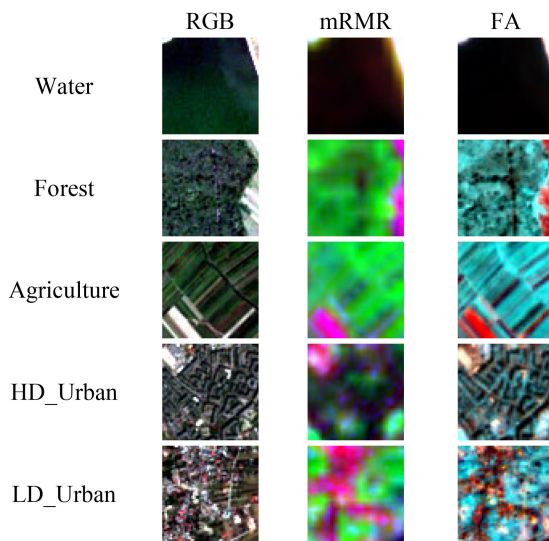 RGB mRMR FA
Water
Forest
Agriculture
HD_Urban
LD_Urban